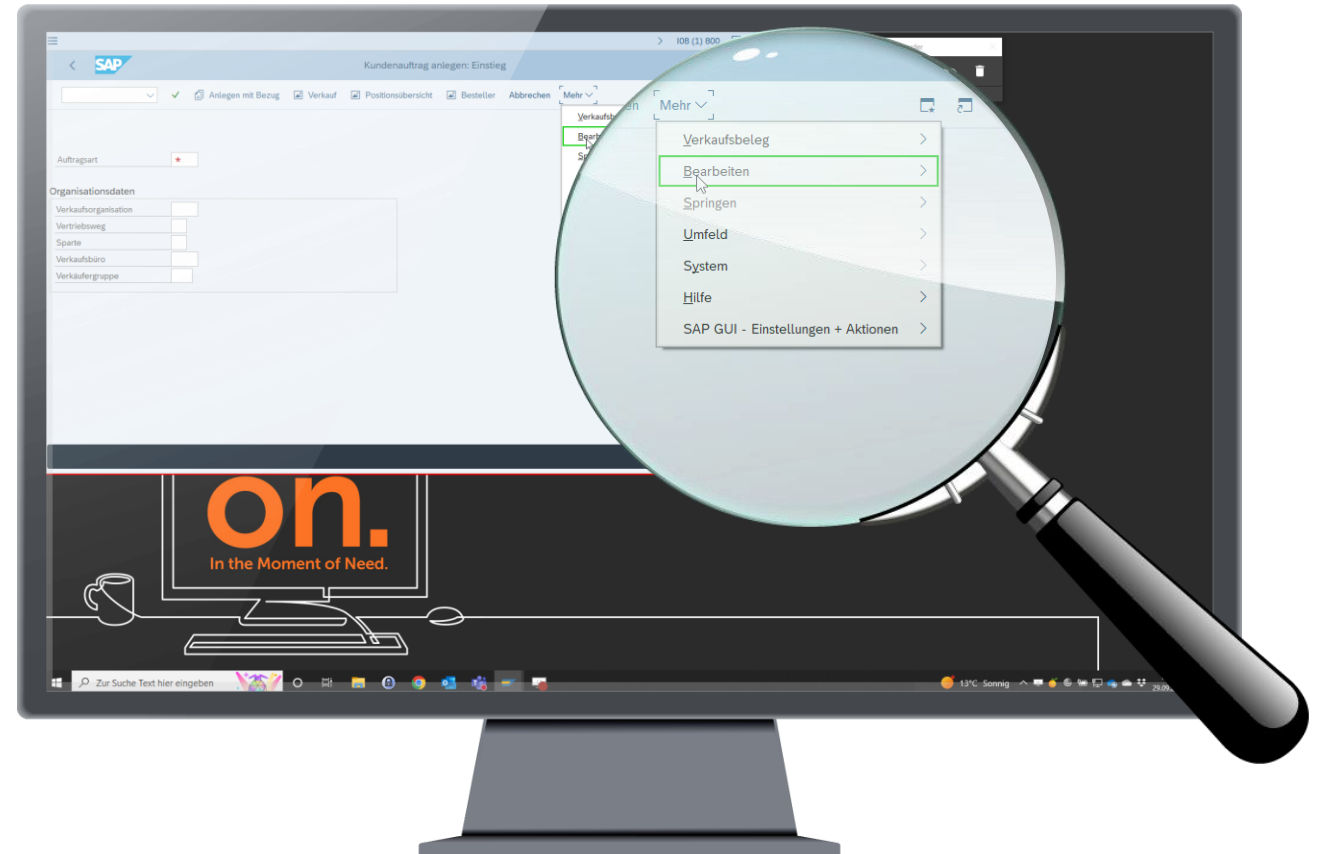 I08 (1) 800
SAP
Kundenauftrag anlegen: Einstieg
Anlegen mit Bezug Verkauf Positionsübersicht Besteller Abbrechen Mehr
Auftragsart *
Organisationsdaten
Verkaufsorganisation
Vertriebsweg
Sparte
Verkaufsbüro
Verkäufergruppe
Mehr
Verkaufsbeleg
Bearbeiten
Springen
Umfeld
System
Hilfe
SAP GUI - Einstellungen + Aktionen
on.
In the Moment of Need.
Zur Suche Text hier eingeben
13°C Sonnig